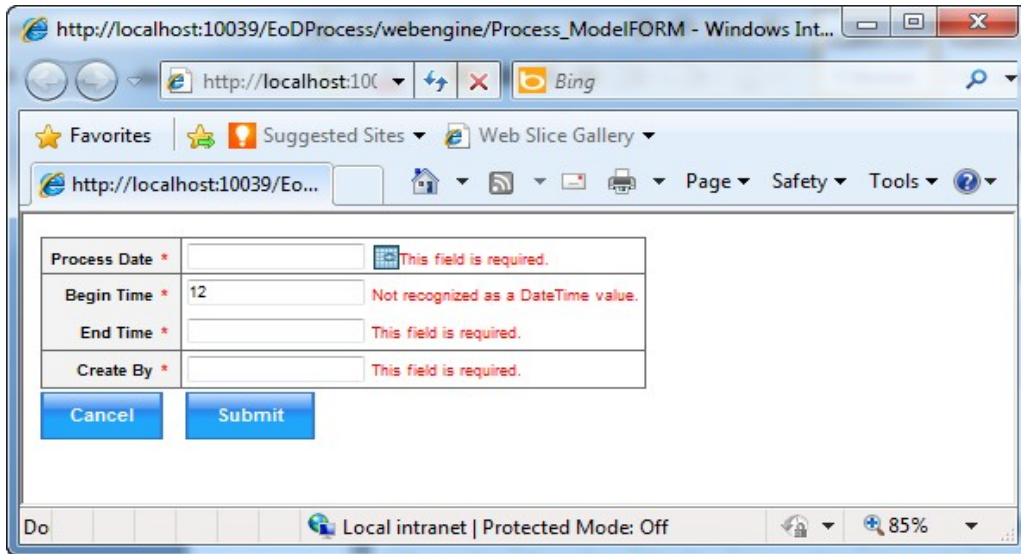 http://localhost:10039/EoDProcess/webengine/Process_ModelFORM - Windows Int...
http://localhost:100 Bing
Favorites Suggested Sites Web Slice Gallery
http://localhost:10039/Eo... Page Safety Tools
Process Date * This field is required.
Begin Time * 12 Not recognized as a DateTime value.
End Time * This field is required.
Create By * This field is required.
Cancel Submit
Do Local intranet | Protected Mode: Off 85%